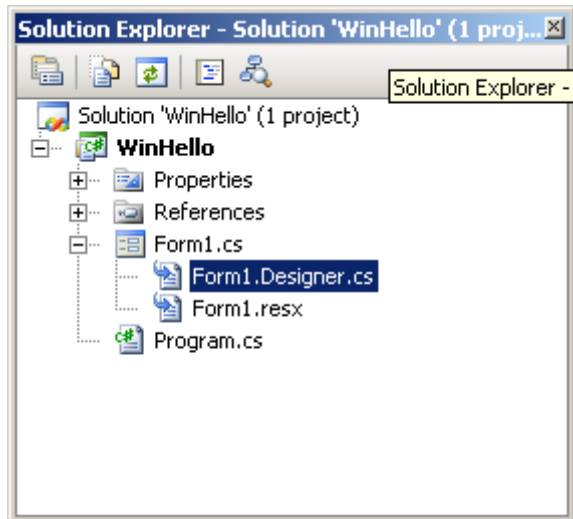 Solution Explorer - Solution 'WinHello' (1 proj...
Solution Explorer -
Solution 'WinHello' (1 project)
C# WinHello
Properties
References
Form1.cs
Form1.Designer.cs
Form1.resx
C# Program.cs